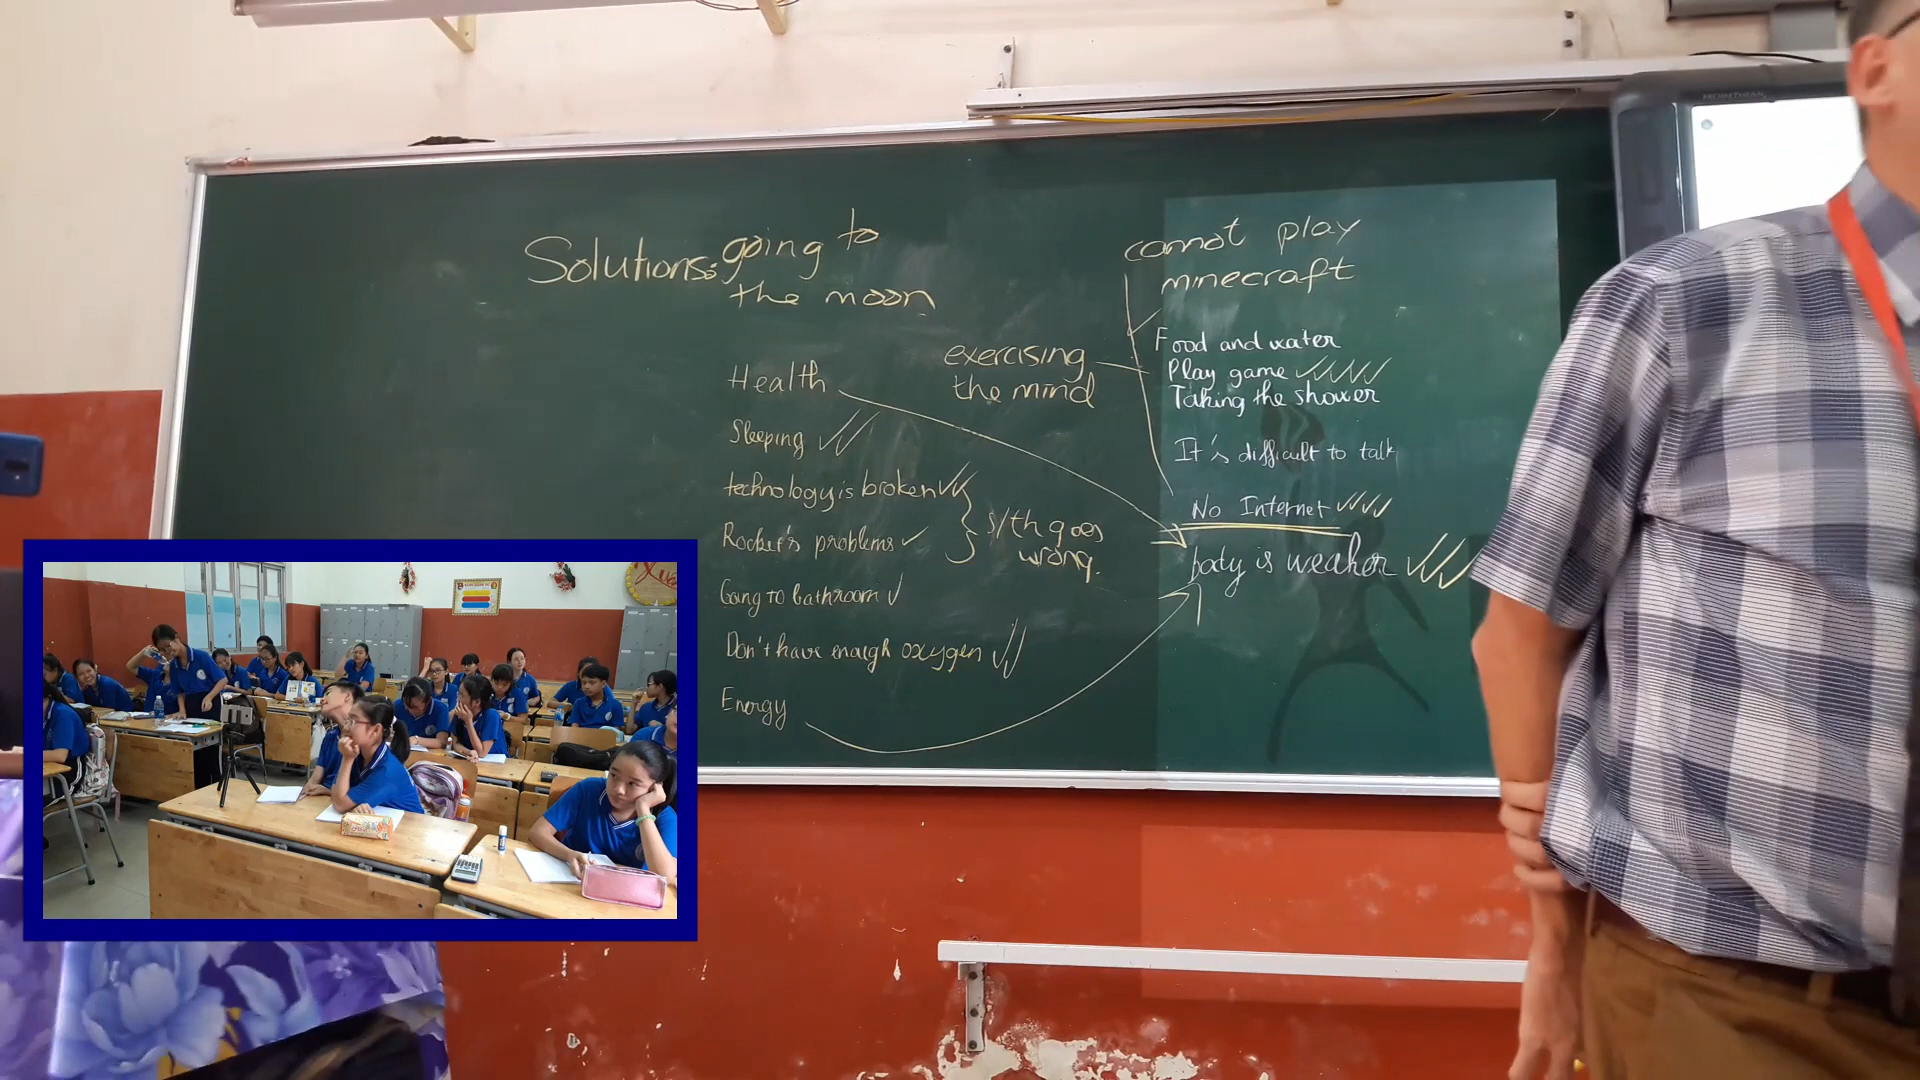 Solutions: going to
the moon
Health
Sleeping
technology is broken
Rocket's problems
s/th goes
wrong.
Going to bathroom
Don't have enough oxygen
Energy
exercising
the mind
cannot play
minecraft
Food and water
Play game
Taking the shower
It's difficult to talk
No Internet
body is weaker